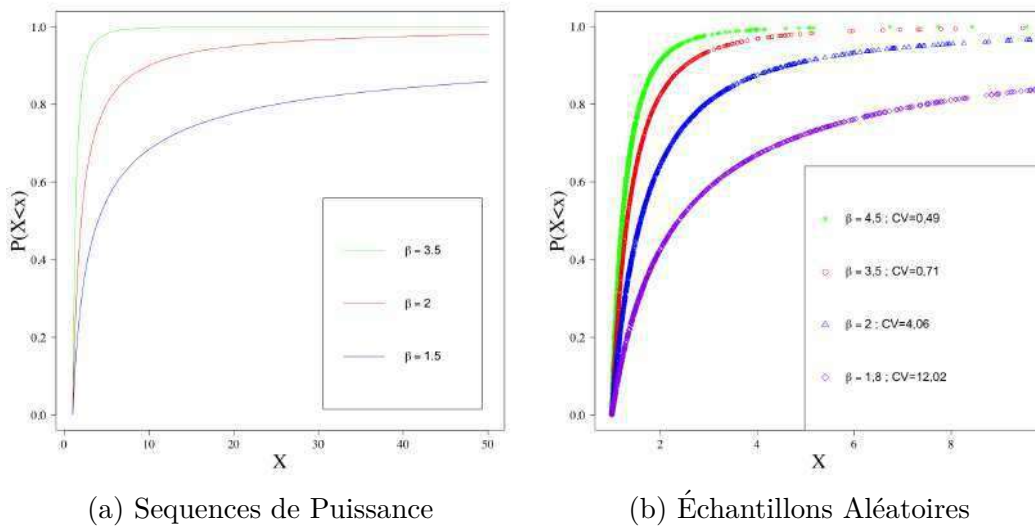 P(X<x)
1.0
0.8
0.6
0.4
0.2
0.0
β = 3.5
β = 2
β = 1.5
0 10 20 30 40 50
X
(a) Sequences de Puissance
P(X<x)
1.0
0.8
0.6
0.4
0.2
0.0
β = 4.5 ; CV=0,49
β = 3,5 ; CV=0.71
β = 2 ; CV=4,06
β = 1,8 ; CV=12,02
2 4 6 8
X
(b) Échantillons Aléatoires